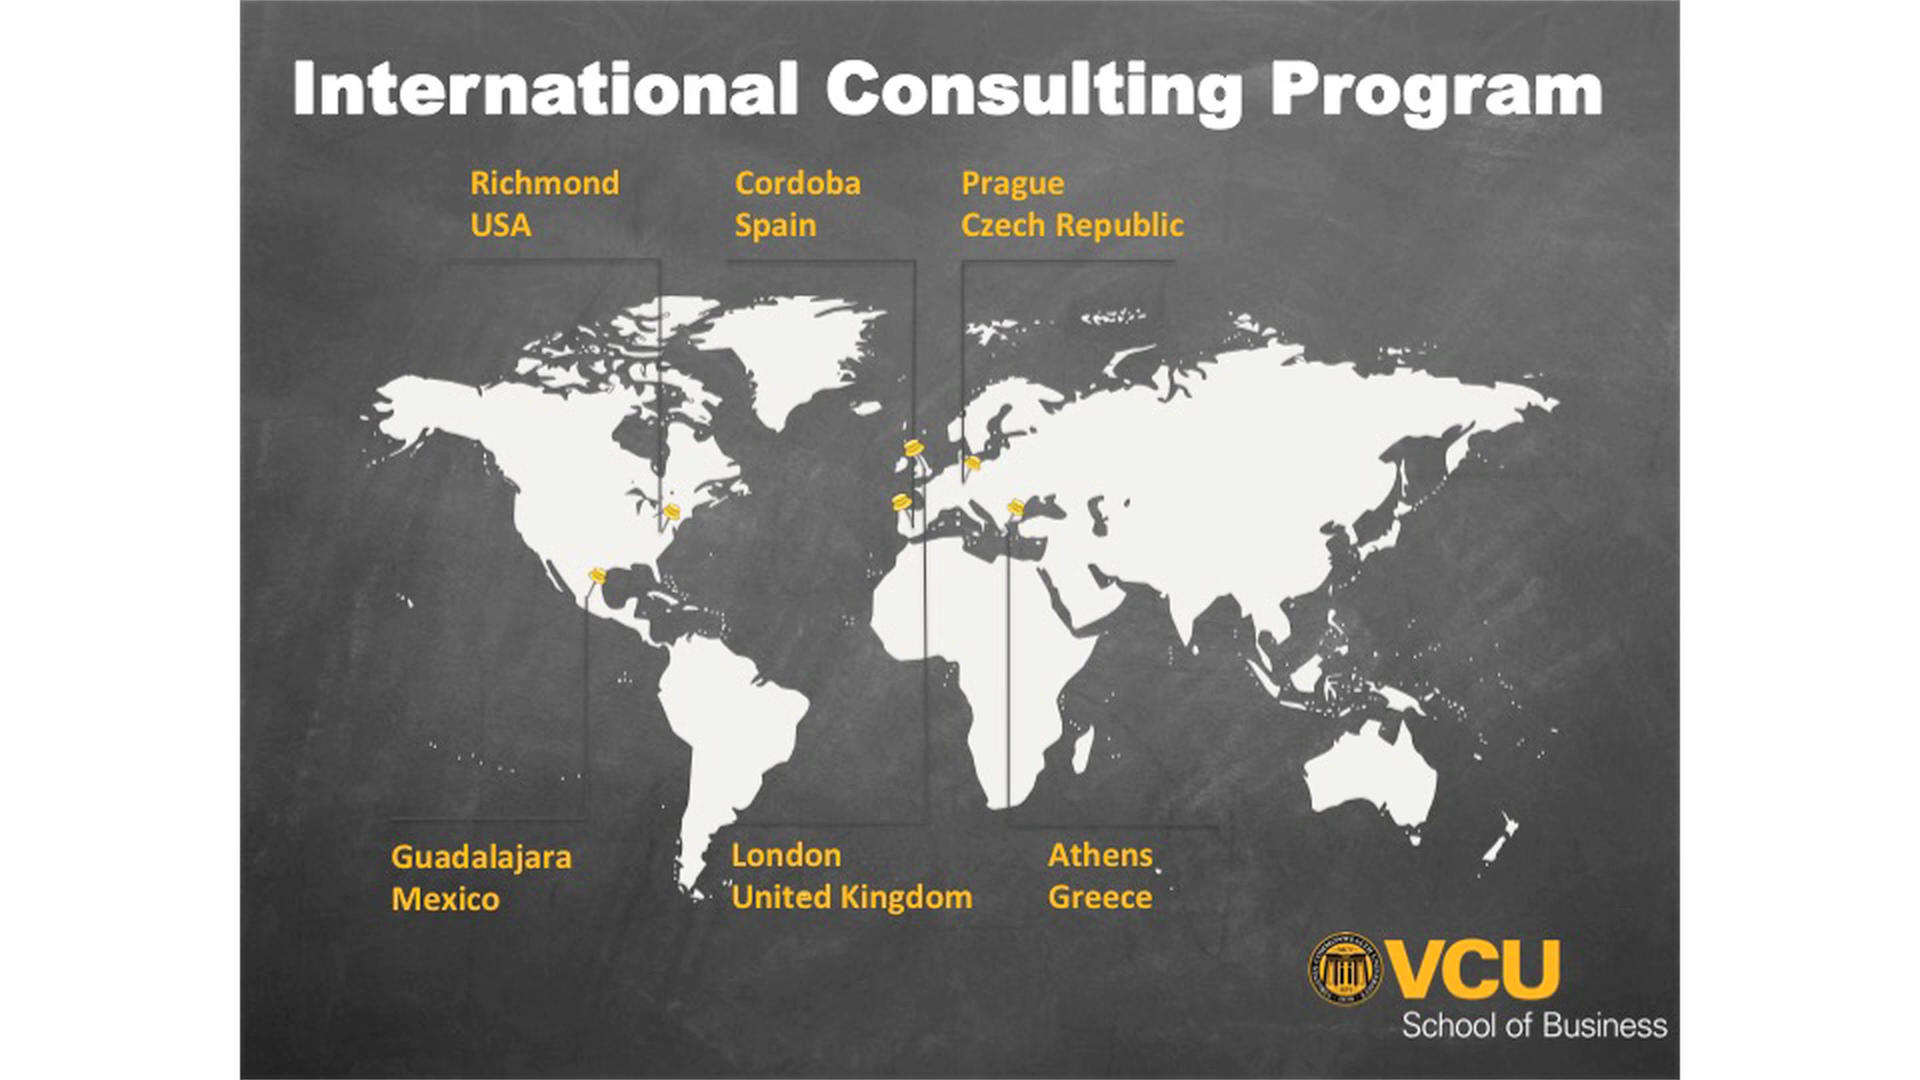 International Consulting Program
Richmond
USA
Cordoba
Spain
Prague
Czech Republic
Guadalajara
Mexico
London
United Kingdom
Athens
Greece
VCU
School of Business